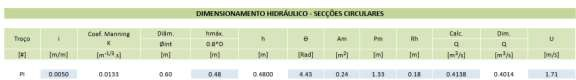 DIMENSIONAMENTO HIDRÁULICO - SECÇÕES CIRCULARES
Troço i Coef. Manning K Diâm. Øint hmáx. 0.8*D h Ө Am Pm Rh Calc. Q Dim. Q U
[#] [m/m] [m-1/3 s] [m] [m] [m] [Rad] [m²] [m] [m] [m³/s] [m³/s] [m/s]
PI 0.0050 0.0133 0.60 0.48 0.4800 4.43 0.24 1.33 0.18 0.4138 0.4014 1.71